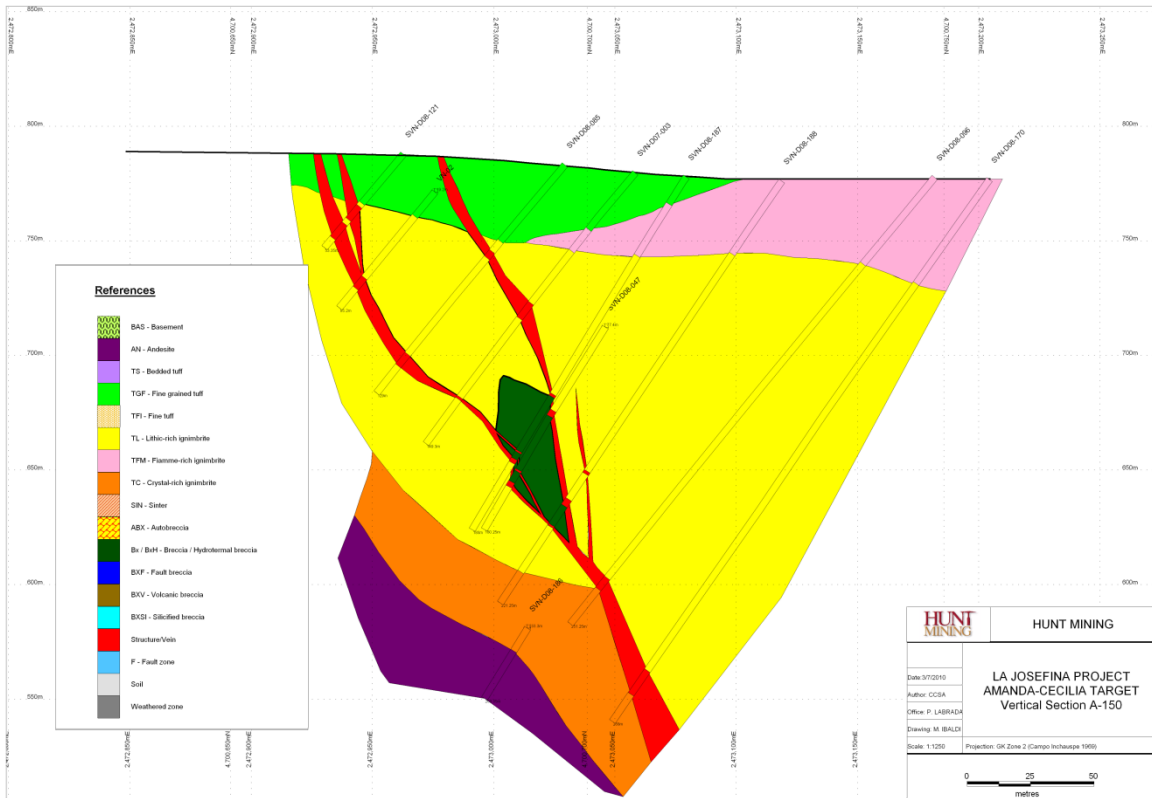 850m.
850m.
2,472,800mE
2,472,850mE
4,700,650mN
2,472,900mE
2,472,950mE
2,473,000mE
4,700,700mN
2,473,050mE
2,473,100mE
2,473,150mE
4,700,750mN
2,473,200mE
2,473,250mE
SVN-D08-121
SVN-D08-085
SVN-D07-003
SVN-D08-187
SVN-D08-188
SVN-D08-096
SVN-D08-170
800m.
800m.
750m.
750m.
SVN-D08-047
700m.
700m.
650m.
650m.
600m.
600m.
550m.
References
BAS - Basement
AN - Andesite
TS - Bedded tuff
TGF - Fine grained tuff
TFI - Fine tuff
TL - Lithic-rich ignimbrite
TFM - Fiamme-rich ignimbrite
TC - Crystal-rich ignimbrite
SIN - Sinter
ABX - Autobreccia
Bx / BxH - Breccia / Hydrotermal breccia
BXF - Fault breccia
BXV - Volcanic breccia
BXSI - Silicified breccia
Structure/Vein
F - Fault zone
Soil
Weathered zone
HUNT
MINING
HUNT MINING
Date:3/7/2010
Author: CCSA
Office: P. LABRADA
Drawing: M. IBALDI
Scale: 1:1250
LA JOSEFINA PROJECT
AMANDA-CECILIA TARGET
Vertical Section A-150
Projection: GK Zone 2 (Campo Inchauspe 1969)
0 25 50
metres
2,472,800mE
2,472,850mE
4,700,650mN
2,472,900mE
2,472,950mE
2,473,000mE
4,700,700mN
2,473,050mE
2,473,100mE
2,473,150mE